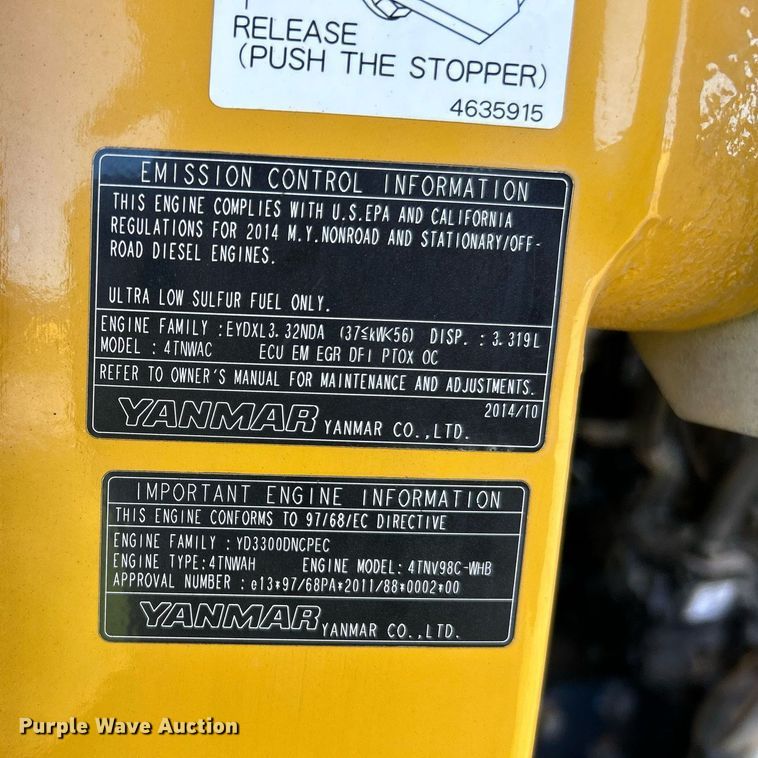 RELEASE
(PUSH THE STOPPER)
4635915
EMISSION CONTROL INFORMATION
THIS ENGINE COMPLIES WITH U.S.EPA AND CALIFORNIA
REGULATIONS FOR 2014 M.Y.NONROAD AND STATIONARY/OFF-
ROAD DIESEL ENGINES.
ULTRA LOW SULFUR FUEL ONLY.
ENGINE FAMILY :EYDXL3.32NDA (37≤kW<56) DISP. : 3.319L
MODEL : 4TNWAC ECU EM EGR DFI PTOX OC
REFER TO OWNER'S MANUAL FOR MAINTENANCE AND ADJUSTMENTS.
2014/10
YANMAR YANMAR CO.,LTD.
IMPORTANT ENGINE INFORMATION
THIS ENGINE CONFORMS TO 97/68/EC DIRECTIVE
ENGINE FAMILY : YD3300DNCPEC
ENGINE TYPE:4TNWAH ENGINE MODEL: 4TNV98C-WHB
APPROVAL NUMBER : e13*97/68PA*2011/88*0002*00
YANMAR YANMAR CO.,LTD.
Purple Wave Auction